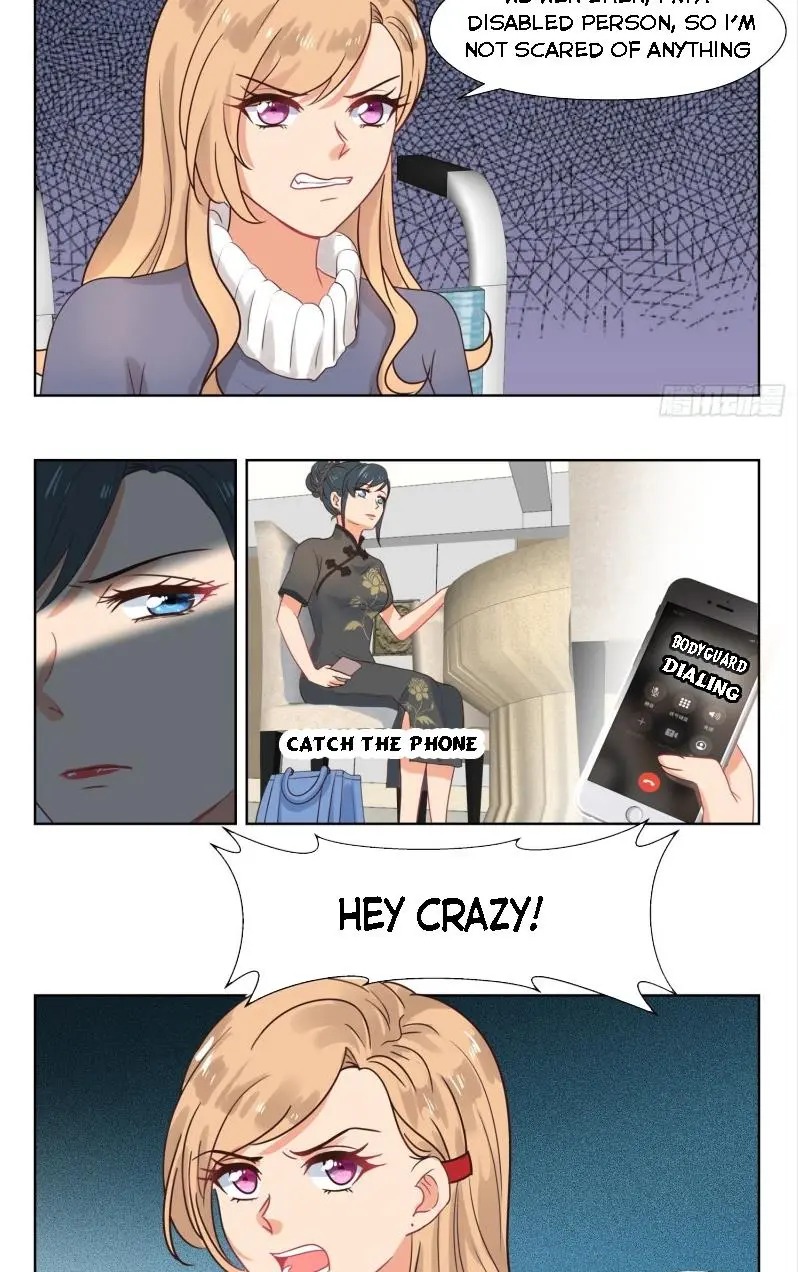 DISABLED PERSON, SO I'M
NOT SCARED OF ANYTHING
CATCH THE PHONE
BODYGUARD
DIALING
HEY CRAZY!